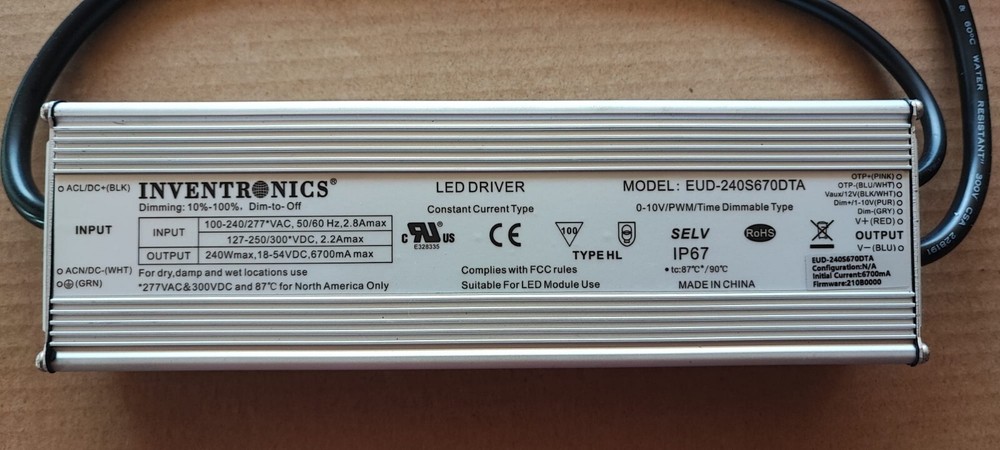 & 60°C WATER RESISTANT" 300V CSA 228191
ACL/DC+(BLK)
INPUT
ACN/DC-(WHT)
(GRN)
INVENTRONICS®
Dimming: 10%-100%, Dim-to-Off
INPUT 100-240/277*VAC, 50/60 Hz, 2.8Amax
127-250/300*VDC, 2.2Amax
OUTPUT 240Wmax,18-54VDC,6700mA max
For dry,damp and wet locations use
*277VAC&300VDC and 87℃ for North America Only
LED DRIVER
Constant Current Type
c UL US
E328335
CE
Complies with FCC rules
Suitable For LED Module Use
MODEL: EUD-240S670DTA
0-10V/PWM/Time Dimmable Type
100
TYPE HL
SELV
IP67
• tc:87℃*/90℃
RoHS
MADE IN CHINA
OTP+(PINK)
OTP-(BLU/WHT)
Vaux/12V(BLK/WHT)
Dim+/1-10V(PUR)
Dim-(GRY)
V+(RED)
OUTPUT
V-(BLU)
EUD-240S670DTA
Configuration:N/A
Initial Current:6700mA
Firmware:210B0000